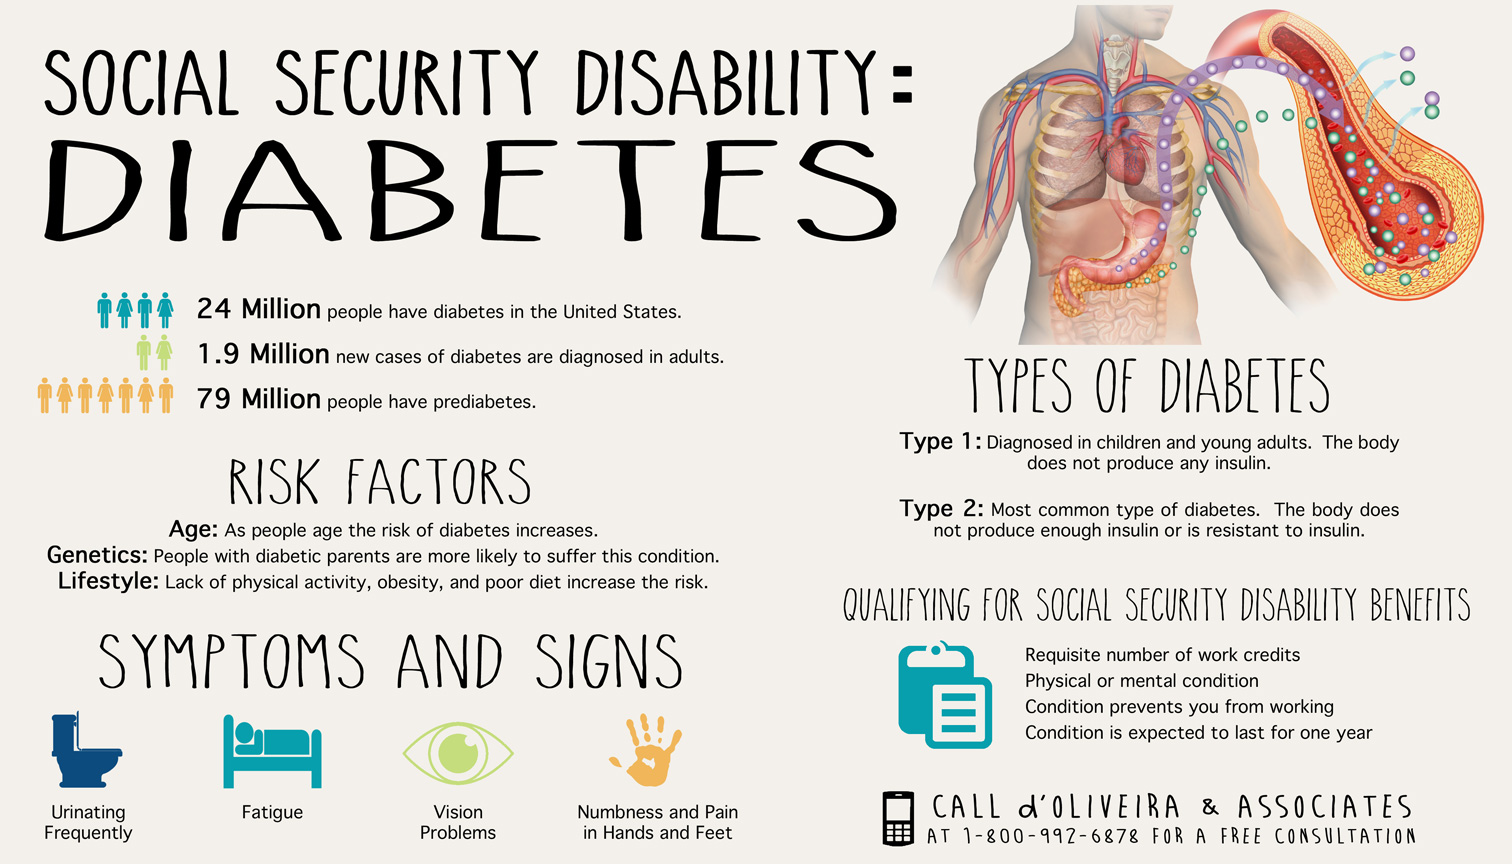 SOCIAL SECURITY DISABILITY:
DIABETES
24 Million people have diabetes in the United States.
1.9 Million new cases of diabetes are diagnosed in adults.
79 Million people have prediabetes.
RISK FACTORS
Age: As people age the risk of diabetes increases.
Genetics: People with diabetic parents are more likely to suffer this condition.
Lifestyle: Lack of physical activity, obesity, and poor diet increase the risk.
SYMPTOMS AND SIGNS
Urinating
Frequently
Fatigue
Vision
Problems
Numbness and Pain
in Hands and Feet
TYPES OF DIABETES
Type 1: Diagnosed in children and young adults. The body
does not produce any insulin.
Type 2: Most common type of diabetes. The body does
not produce enough insulin or is resistant to insulin.
QUALIFYING FOR SOCIAL SECURITY DISABILITY BENEFITS
Requisite number of work credits
Physical or mental condition
Condition prevents you from working
Condition is expected to last for one year
CALL d'OLIVEIRA & ASSOCIATES
AT 1-800-992-6878 FOR A FREE CONSULTATION